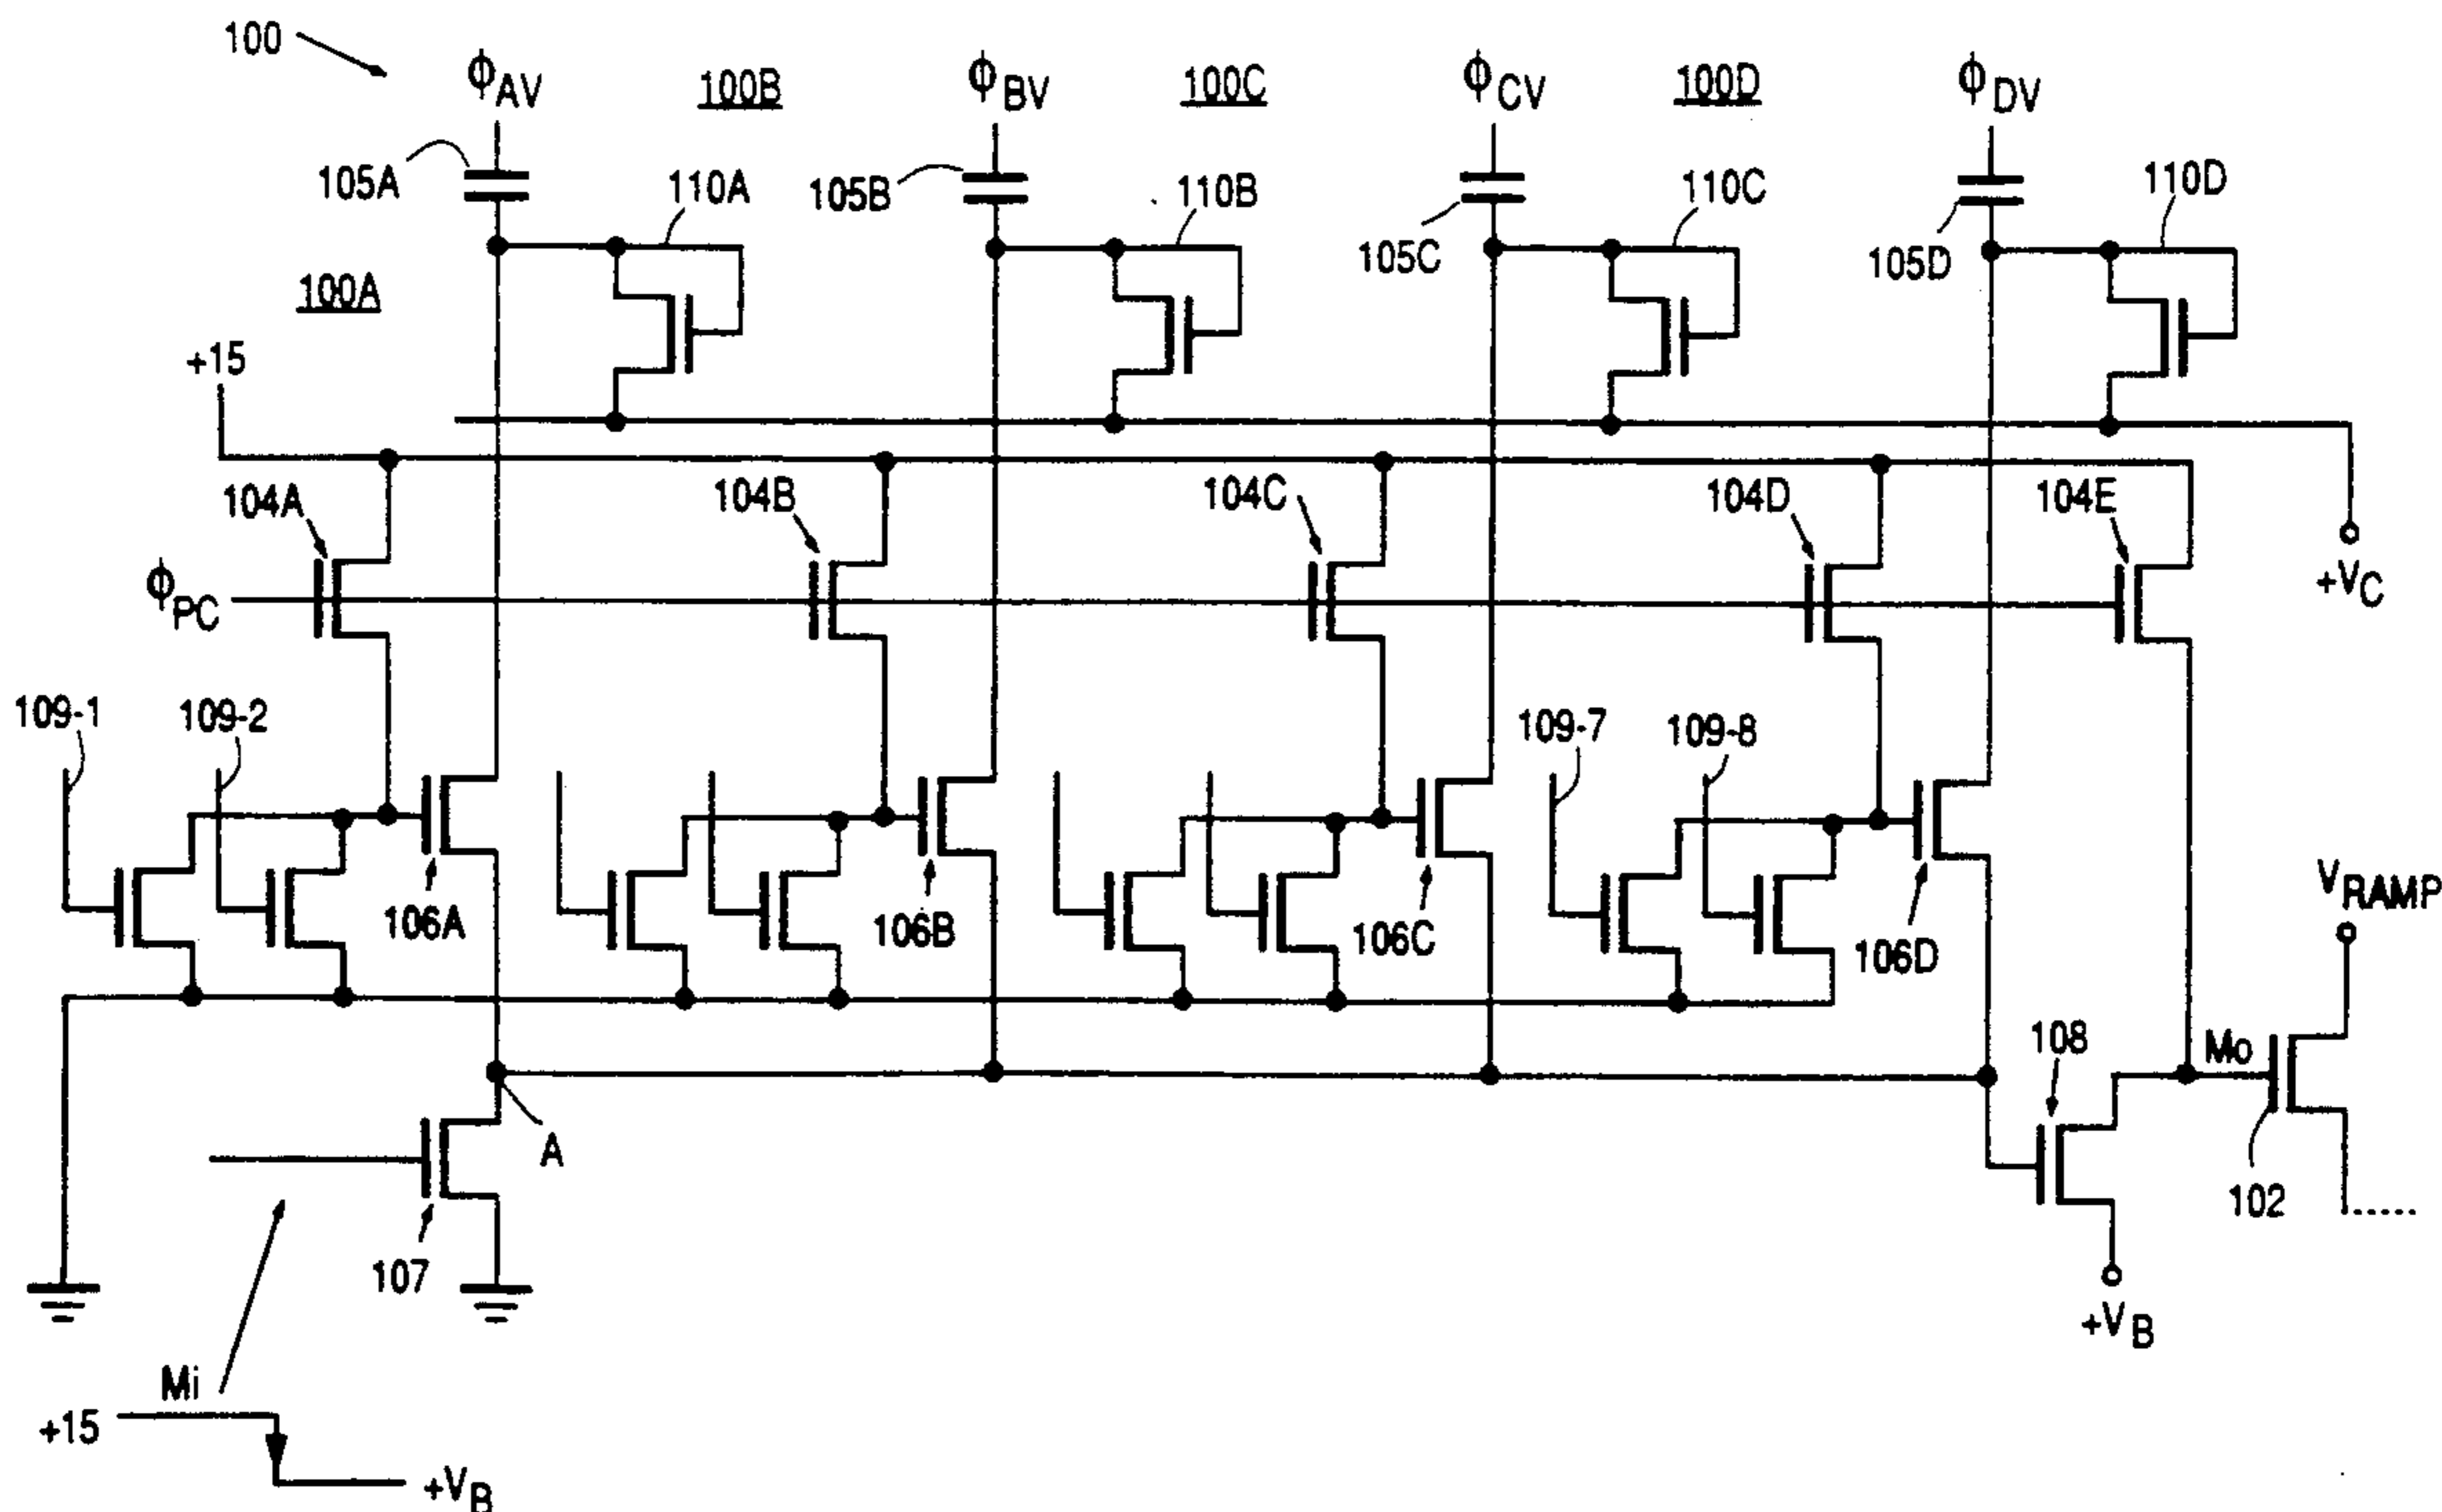 100
ϕAV
100B
ϕBV
100C
ϕCV
100D
ϕDV
105A
110A
105B
110B
105C
110C
105D
110D
100A
+15
104A
104B
104C
104D
104E
ϕPC
+VC
109-1
109-2
109-7
109-8
106A
106B
106C
106D
VRAMP
108
Mo
A
102
107
+VB
Mi
+15
+VB